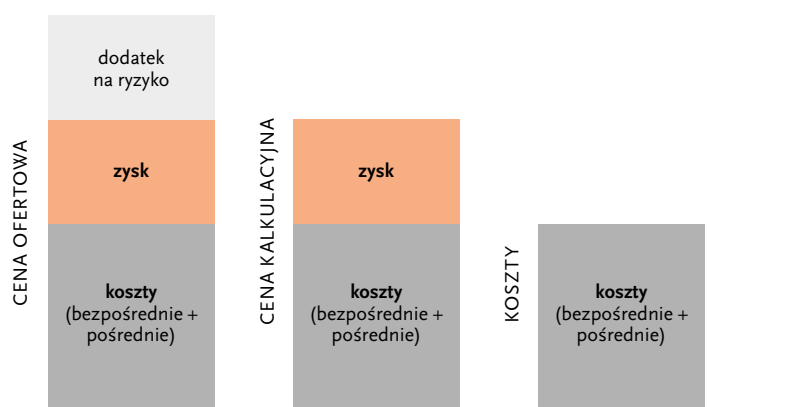 CENA OFERTOWA
dodatek
na ryzyko
zysk
koszty
(bezpośrednie +
pośrednie)
CENA KALKULACYJNA
zysk
koszty
(bezpośrednie +
pośrednie)
KOSZTY
koszty
(bezpośrednie +
pośrednie)